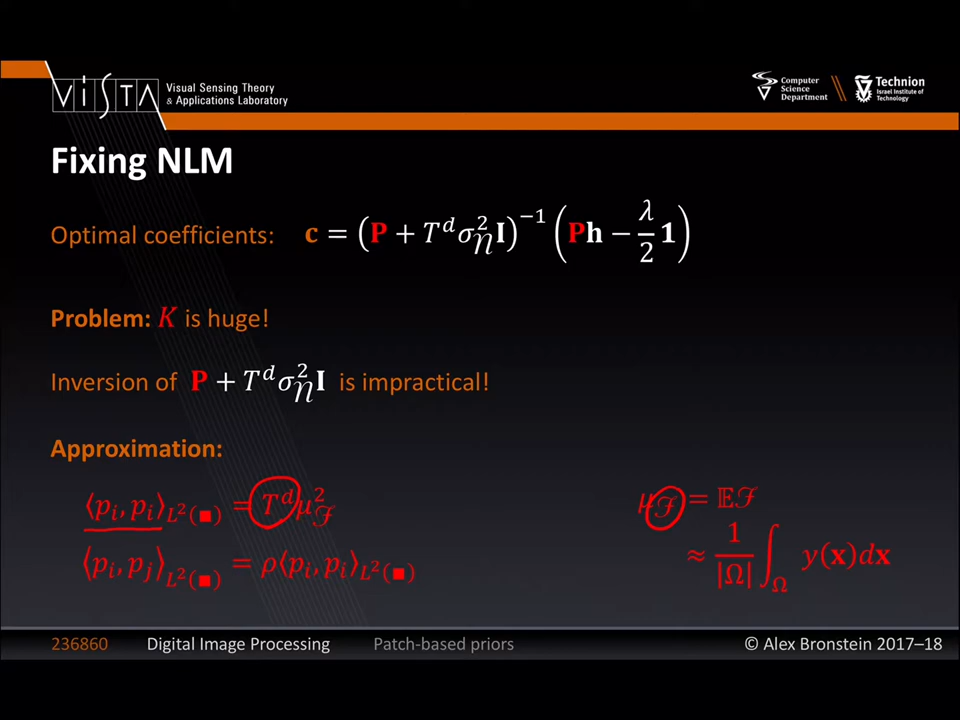 ViSTA Visual Sensing Theory & Applications Laboratory
Computer Science Department
Technion Israel Institute of Technology
Fixing NLM
Optimal coefficients: c = (P + T^d σ_𝒩^2 I)^{-1} (Ph − λ/2 1)
Problem: K is huge!
Inversion of P + T^d σ_𝒩^2 I is impractical!
Approximation:
⟨p_i, p_i⟩_{L^2(■)} = T^d μ_ℱ^2
μ_ℱ = 𝔼ℱ
⟨p_i, p_j⟩_{L^2(■)} = ρ⟨p_i, p_i⟩_{L^2(■)}
≈ 1/|Ω| ∫_Ω y(x)dx
236860 Digital Image Processing Patch-based priors © Alex Bronstein 2017–18